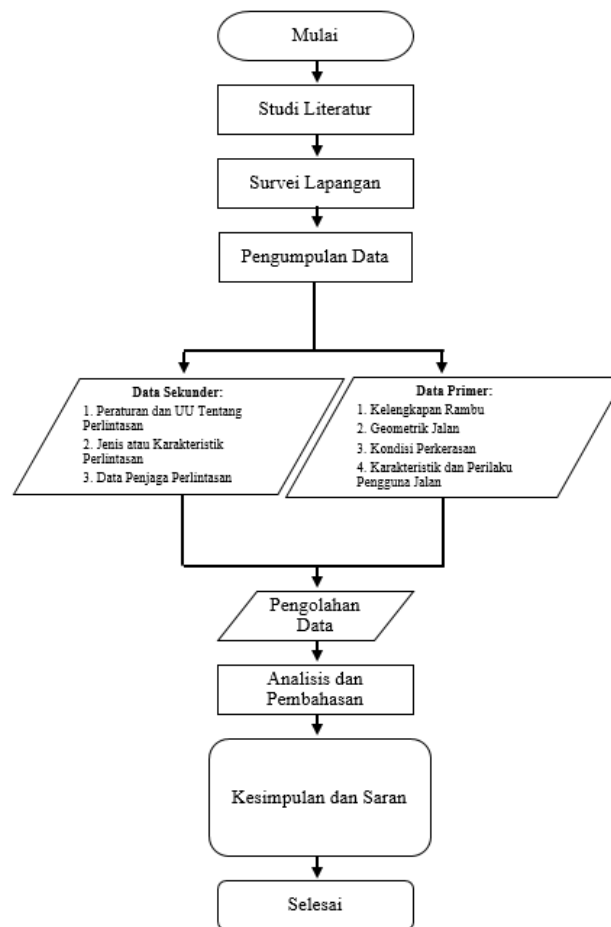 Mulai
Studi Literatur
Survei Lapangan
Pengumpulan Data
Data Sekunder:
1. Peraturan dan UU Tentang
Perlintasan
2. Jenis atau Karakteristik
Perlintasan
3. Data Penjaga Perlintasan
Data Primer:
1. Kelengkapan Rambu
2. Geometrik Jalan
3. Kondisi Perkerasan
4. Karakteristik dan Perilaku
Pengguna Jalan
Pengolahan
Data
Analisis dan
Pembahasan
Kesimpulan dan Saran
Selesai